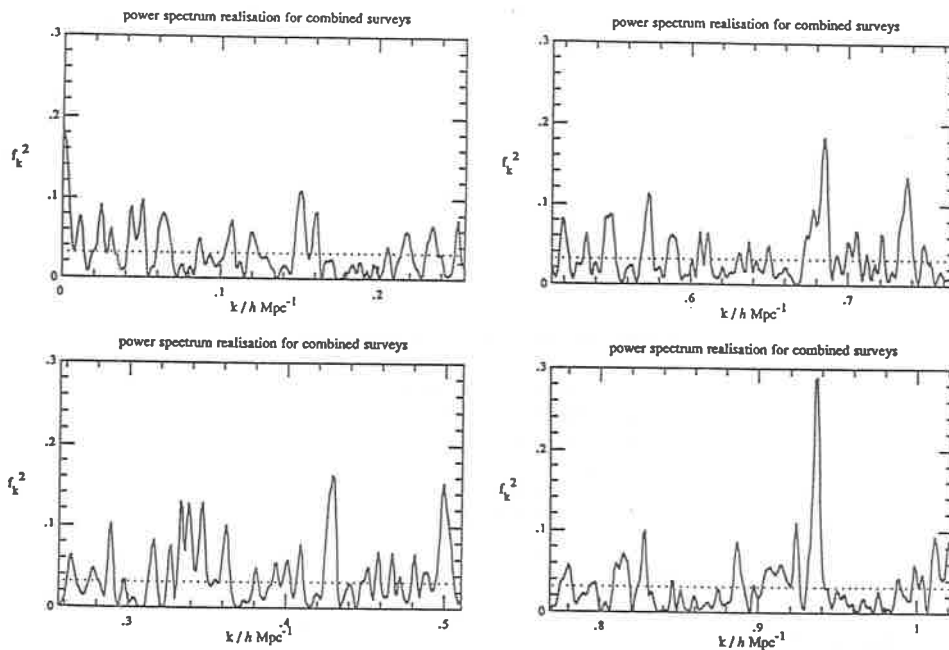 power spectrum realisation for combined surveys
.3
.2
.1
0
f_k^2
0
.1
.2
k / h Mpc^-1
power spectrum realisation for combined surveys
.3
.2
.1
0
f_k^2
.6
.7
k / h Mpc^-1
power spectrum realisation for combined surveys
.3
.2
.1
0
f_k^2
.3
.4
.5
k / h Mpc^-1
power spectrum realisation for combined surveys
.3
.2
.1
0
f_k^2
.8
.9
1
k / h Mpc^-1